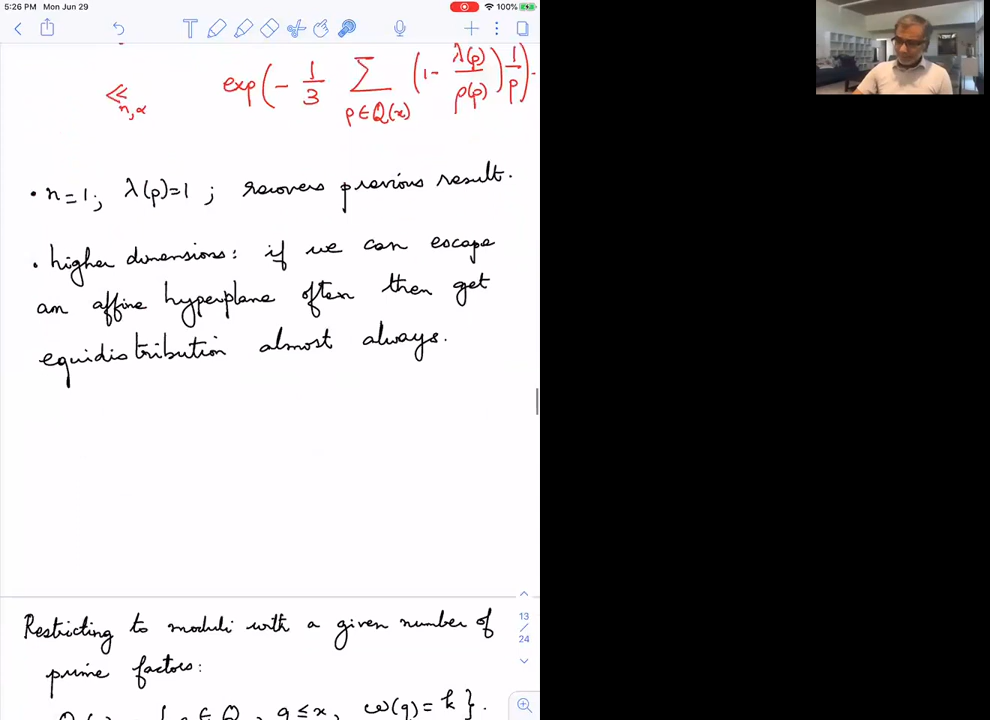 5:26 PM Mon Jun 29
100%
≪_{n,α} exp(- 1/3 ∑_{p∈Q(x)} (1- λ(p)/ρ(p)) 1/p).
• n=1; λ(p)=1; recovers previous result.
• higher dimensions: if we can escape
an affine hyperplane often then get
equidistribution almost always.
13
/
24
Restricting to moduli with a given number of
prime factors:
q ∈ Q, q ≤ x, ω(q) = k }.